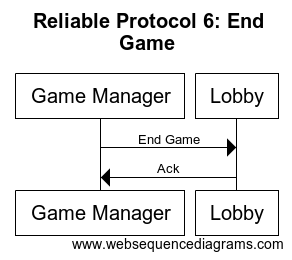 Reliable Protocol 6: End
Game
Game Manager Lobby
End Game
Ack
Game Manager Lobby
www.websequencediagrams.com